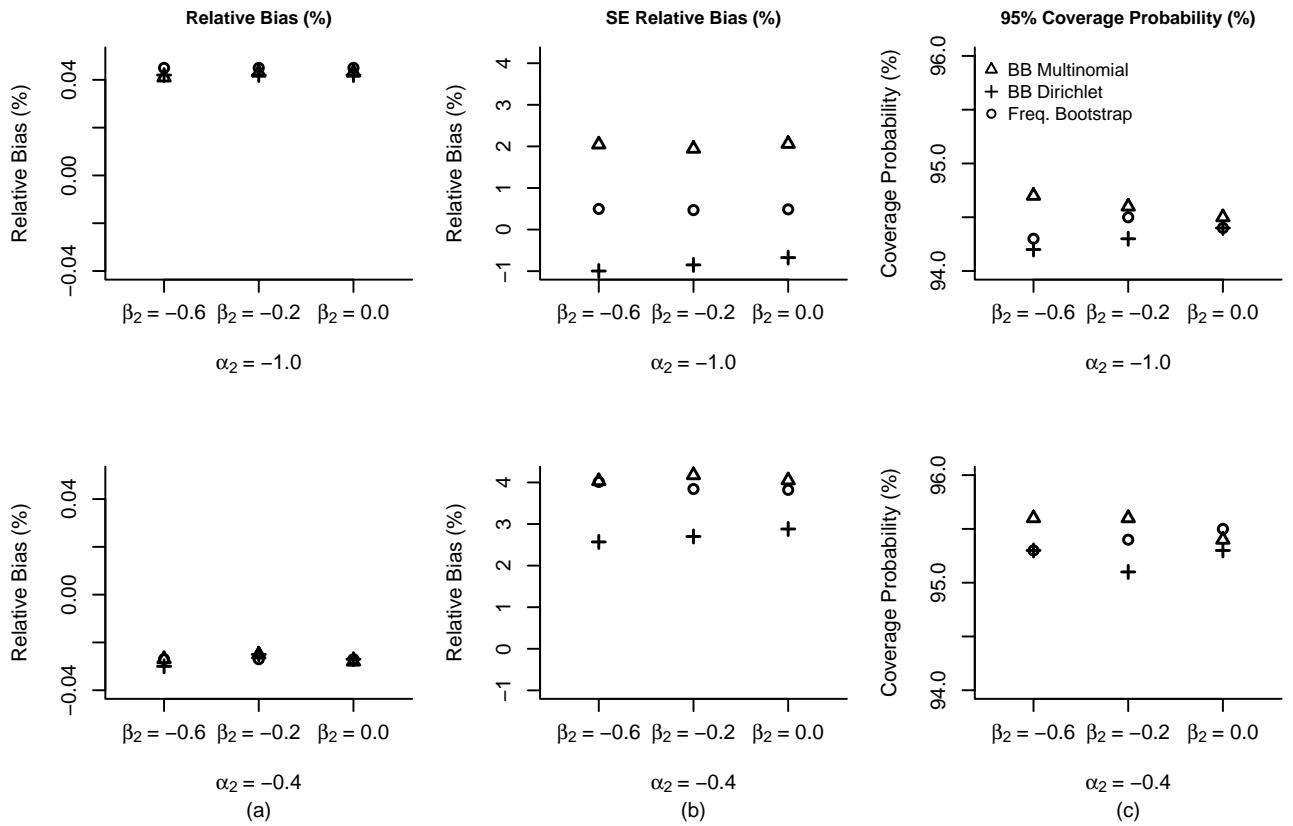 Relative Bias (%)
SE Relative Bias (%)
95% Coverage Probability (%)
Relative Bias (%)
0.04
0.00
−0.04
β2 = −0.6 β2 = −0.2 β2 = 0.0
α2 = −1.0
Relative Bias (%)
4
3
2
1
0
−1
β2 = −0.6 β2 = −0.2 β2 = 0.0
α2 = −1.0
Coverage Probability (%)
96.0
95.0
94.0
BB Multinomial
BB Dirichlet
Freq. Bootstrap
β2 = −0.6 β2 = −0.2 β2 = 0.0
α2 = −1.0
Relative Bias (%)
0.04
0.00
−0.04
β2 = −0.6 β2 = −0.2 β2 = 0.0
α2 = −0.4
(a)
Relative Bias (%)
4
3
2
1
0
−1
β2 = −0.6 β2 = −0.2 β2 = 0.0
α2 = −0.4
(b)
Coverage Probability (%)
96.0
95.0
94.0
β2 = −0.6 β2 = −0.2 β2 = 0.0
α2 = −0.4
(c)